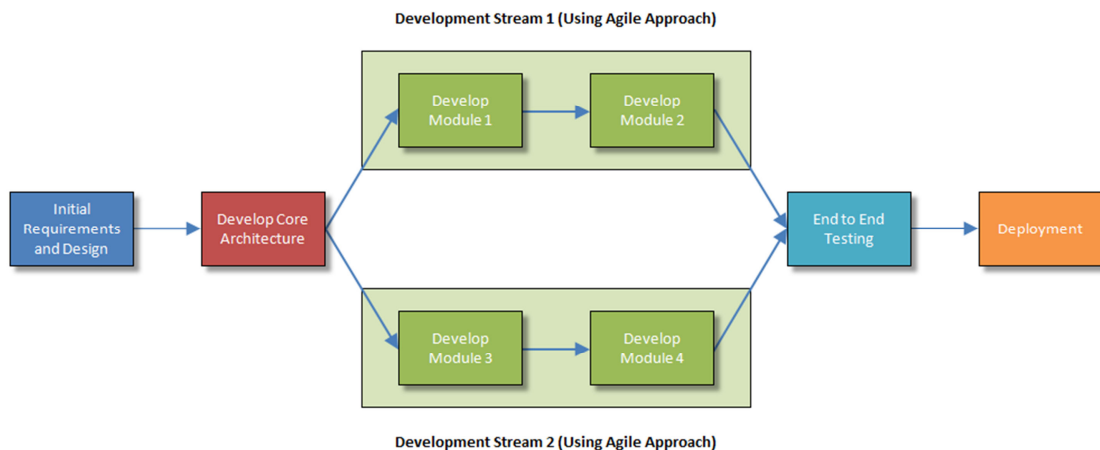 Development Stream 1 (Using Agile Approach)
Develop
Module 1
Develop
Module 2
Initial
Requirements
and Design
Develop Core
Architecture
End to End
Testing
Deployment
Develop
Module 3
Develop
Module 4
Development Stream 2 (Using Agile Approach)